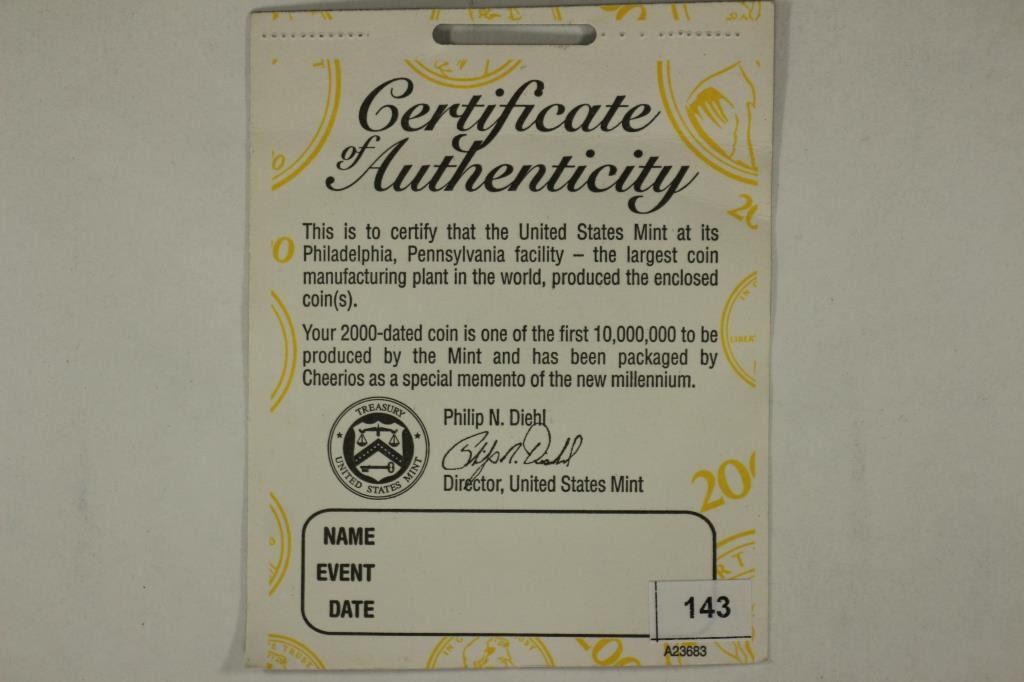 Certificate
of Authenticity
This is to certify that the United States Mint at its
Philadelphia, Pennsylvania facility – the largest coin
manufacturing plant in the world, produced the enclosed
coin(s).
Your 2000-dated coin is one of the first 10,000,000 to be
produced by the Mint and has been packaged by
Cheerios as a special memento of the new millennium.
TREASURY
UNITED STATES MINT
Philip N. Diehl
Philip N. Diehl
Director, United States Mint
NAME
EVENT
DATE
143
A23683